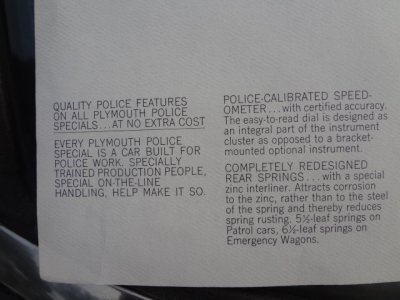 QUALITY POLICE FEATURES
ON ALL PLYMOUTH POLICE
SPECIALS...AT NO EXTRA COST
EVERY PLYMOUTH POLICE
SPECIAL IS A CAR BUILT FOR
POLICE WORK. SPECIALLY
TRAINED PRODUCTION PEOPLE,
SPECIAL ON-THE-LINE
HANDLING, HELP MAKE IT SO.
POLICE-CALIBRATED SPEED-
OMETER...with certified accuracy.
The easy-to-read dial is designed as
an integral part of the instrument
cluster as opposed to a bracket-
mounted optional instrument.
COMPLETELY REDESIGNED
REAR SPRINGS...with a special
zinc interliner. Attracts corrosion
to the zinc, rather than to the steel
of the spring and thereby reduces
spring rusting. 5½-leaf springs on
Patrol cars, 6½-leaf springs on
Emergency Wagons.